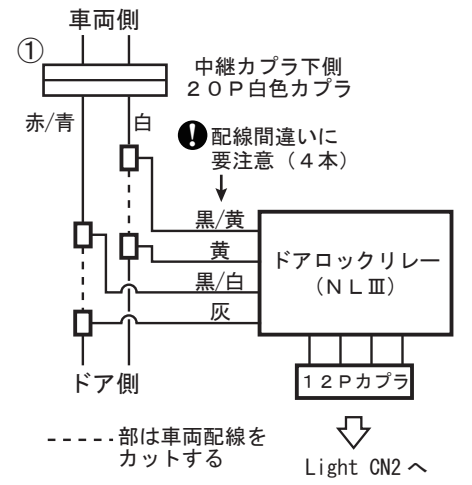 車両側
①
中継カプラ下側
20P白色カプラ
赤/青
白
! 配線間違いに
要注意（4本）
黒/黄
黄
黒/白
灰
ドアロックリレー
（NLⅢ）
12Pカプラ
ドア側
-----部は車両配線を
カットする
Light CN2 へ